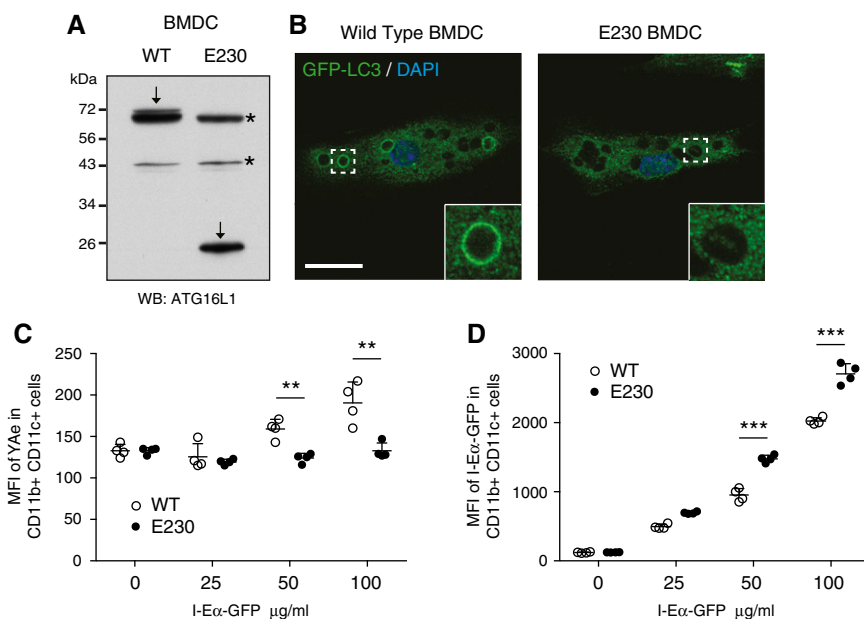 A
BMDC
WT E230
kDa
72
56
43
34
26
*
*
WB: ATG16L1
B
Wild Type BMDC
E230 BMDC
GFP-LC3 / DAPI
C
MFI of YAe in
CD11b+ CD11c+ cells
250
200
150
100
50
0
**
**
WT
E230
0 25 50 100
I-Eα-GFP μg/ml
D
MFI of I-Eα-GFP in
CD11b+ CD11c+ cells
3000
2000
1000
0
WT
E230
***
***
0 25 50 100
I-Eα-GFP μg/ml